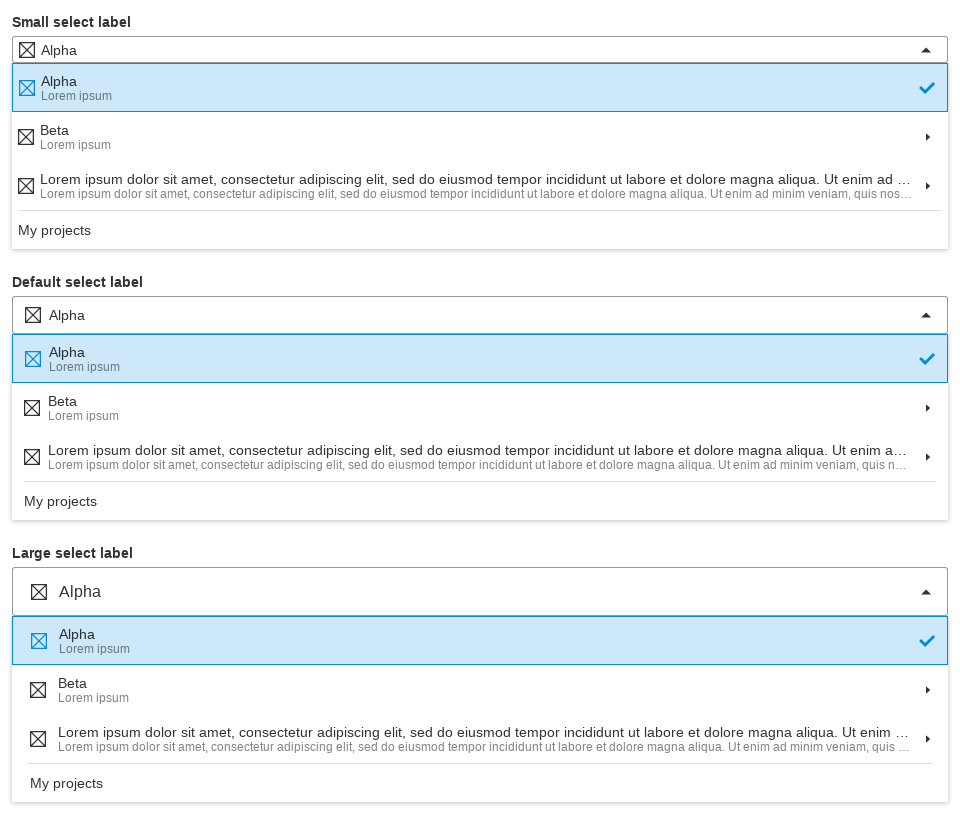 Small select label
Alpha
Alpha
Lorem ipsum
Beta
Lorem ipsum
Lorem ipsum dolor sit amet, consectetur adipiscing elit, sed do eiusmod tempor incididunt ut labore et dolore magna aliqua. Ut enim ad …
Lorem ipsum dolor sit amet, consectetur adipiscing elit, sed do eiusmod tempor incididunt ut labore et dolore magna aliqua. Ut enim ad minim veniam, quis nos…
My projects
Default select label
Alpha
Alpha
Lorem ipsum
Beta
Lorem ipsum
Lorem ipsum dolor sit amet, consectetur adipiscing elit, sed do eiusmod tempor incididunt ut labore et dolore magna aliqua. Ut enim a…
Lorem ipsum dolor sit amet, consectetur adipiscing elit, sed do eiusmod tempor incididunt ut labore et dolore magna aliqua. Ut enim ad minim veniam, quis n…
My projects
Large select label
Alpha
Alpha
Lorem ipsum
Beta
Lorem ipsum
Lorem ipsum dolor sit amet, consectetur adipiscing elit, sed do eiusmod tempor incididunt ut labore et dolore magna aliqua. Ut enim …
Lorem ipsum dolor sit amet, consectetur adipiscing elit, sed do eiusmod tempor incididunt ut labore et dolore magna aliqua. Ut enim ad minim veniam, quis …
My projects